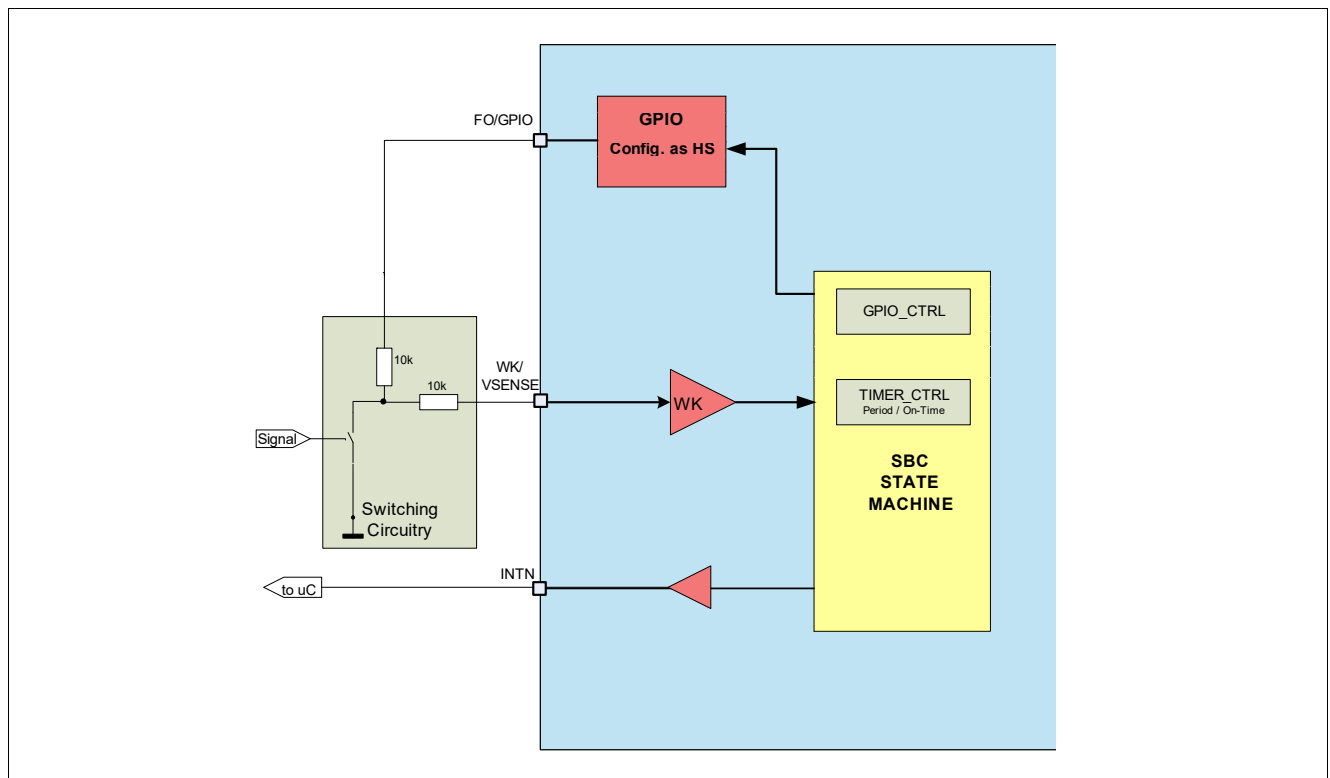 FO/GPIO
GPIO
Config. as HS
GPIO_CTRL
10k
10k
WK/
VSENSE
WK
TIMER_CTRL
Period / On-Time
Signal
SBC
STATE
MACHINE
Switching
Circuitry
INTN
to uC